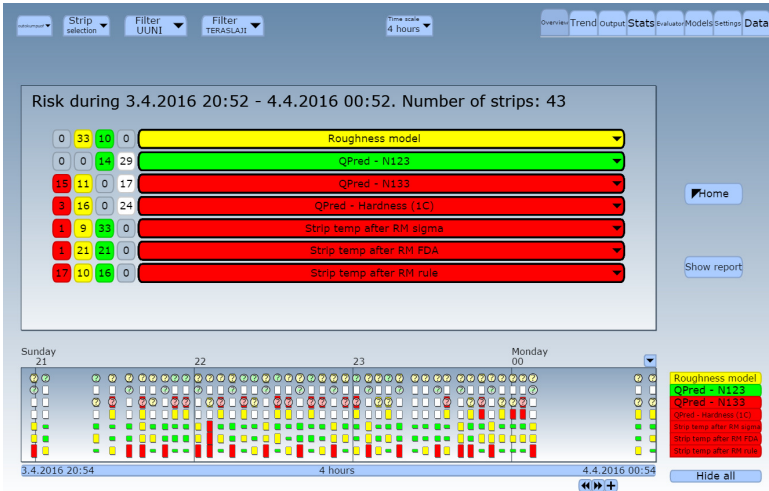 Strip
selection
Filter
UUNI
Filter
TERASLAJI
Time scale
4 hours
Overview Trend Output Stats Evaluator Models Settings Data
Risk during 3.4.2016 20:52 - 4.4.2016 00:52. Number of strips: 43
0 33 10 0 Roughness model
0 0 14 29 QPred - N123
15 11 0 17 QPred - N133
3 16 0 24 QPred - Hardness (1C)
1 9 33 0 Strip temp after RM sigma
1 21 21 0 Strip temp after RM FDA
17 10 16 0 Strip temp after RM rule
Home
Show report
Sunday
21 22 23
Monday
00
Roughness model
QPred - N123
QPred - N133
QPred - Hardness (1C)
Strip temp after RM sigma
Strip temp after RM FDA
Strip temp after RM rule
3.4.2016 20:54 4 hours 4.4.2016 00:54
Hide all